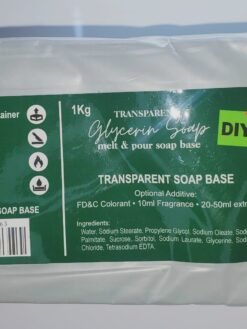 ainer
1Kg
TRANSPARENT
Glycerin Soap
melt & pour soap base
DIY
TRANSPARENT SOAP BASE
Optional Additive:
FD&C Colorant • 10ml Fragrance • 20-50ml extr
SOAP BASE
Ingredients:
Water, Sodium Stearate, Propylene Glycol, Sodium Oleate, Sod
Palmitate, Sucrose, Sorbitol, Sodium Laurate, Glycerine, Sod
Chloride, Tetrasodium EDTA.